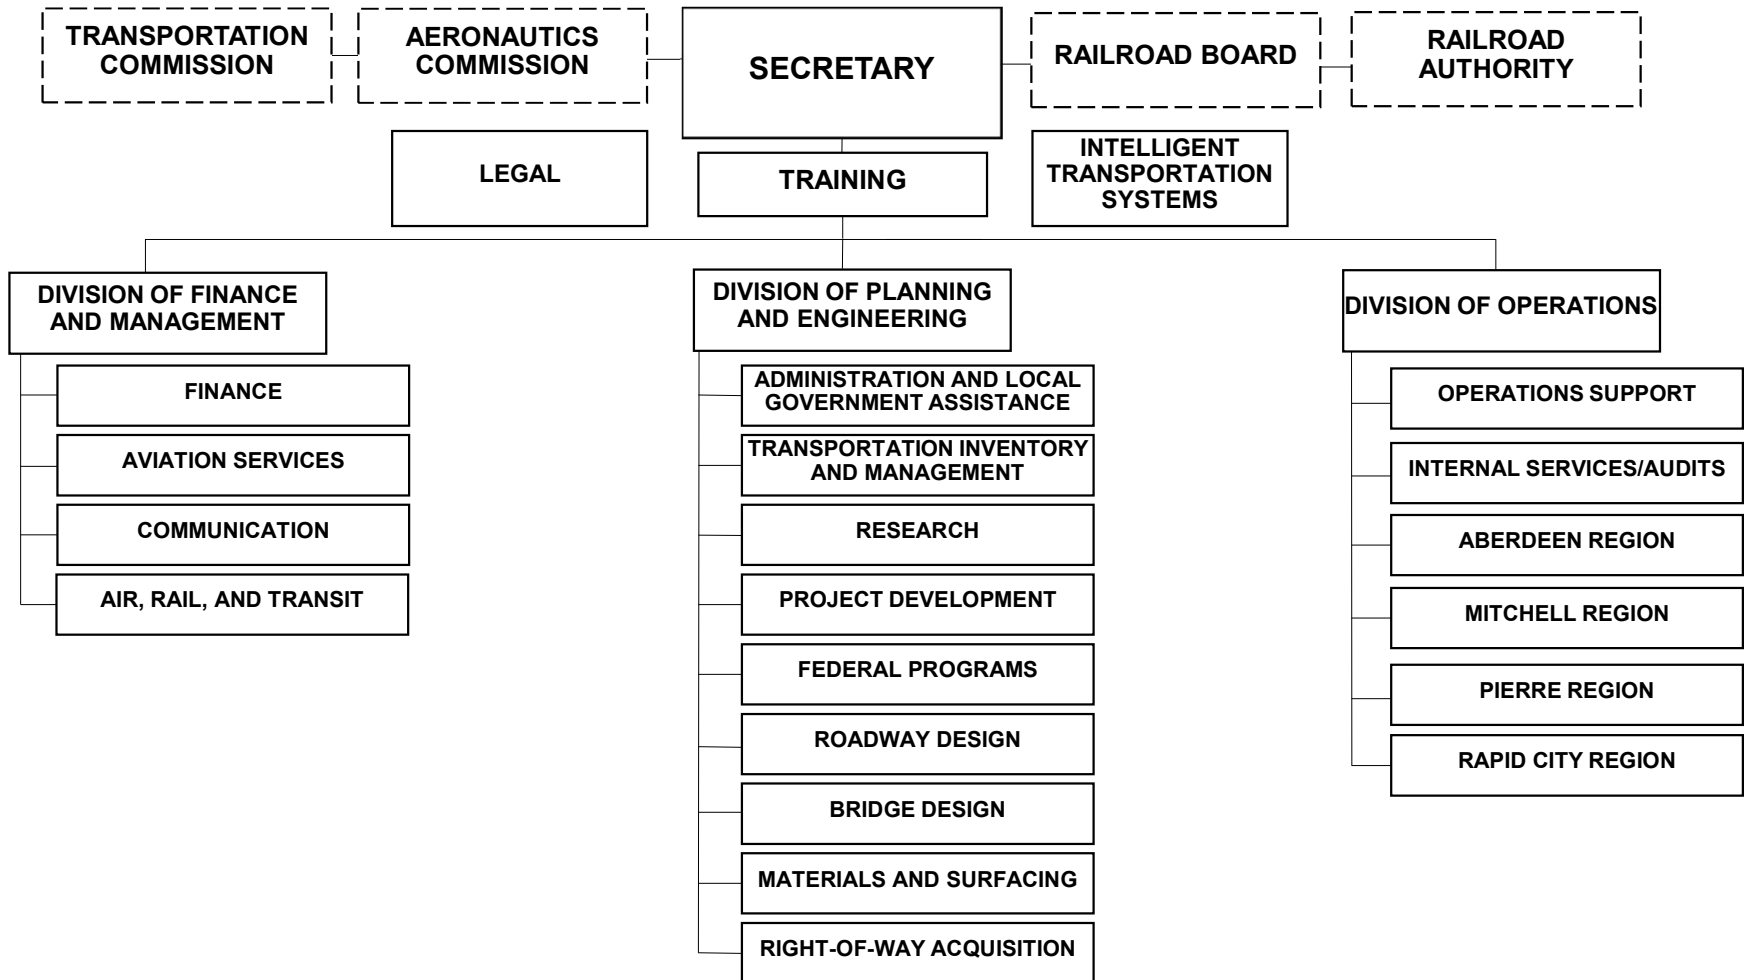 TRANSPORTATION
COMMISSION
AERONAUTICS
COMMISSION
SECRETARY
RAILROAD BOARD
RAILROAD
AUTHORITY
LEGAL
TRAINING
INTELLIGENT
TRANSPORTATION
SYSTEMS
DIVISION OF FINANCE
AND MANAGEMENT
FINANCE
AVIATION SERVICES
COMMUNICATION
AIR, RAIL, AND TRANSIT
DIVISION OF PLANNING
AND ENGINEERING
ADMINISTRATION AND LOCAL
GOVERNMENT ASSISTANCE
TRANSPORTATION INVENTORY
AND MANAGEMENT
RESEARCH
PROJECT DEVELOPMENT
FEDERAL PROGRAMS
ROADWAY DESIGN
BRIDGE DESIGN
MATERIALS AND SURFACING
RIGHT-OF-WAY ACQUISITION
DIVISION OF OPERATIONS
OPERATIONS SUPPORT
INTERNAL SERVICES/AUDITS
ABERDEEN REGION
MITCHELL REGION
PIERRE REGION
RAPID CITY REGION